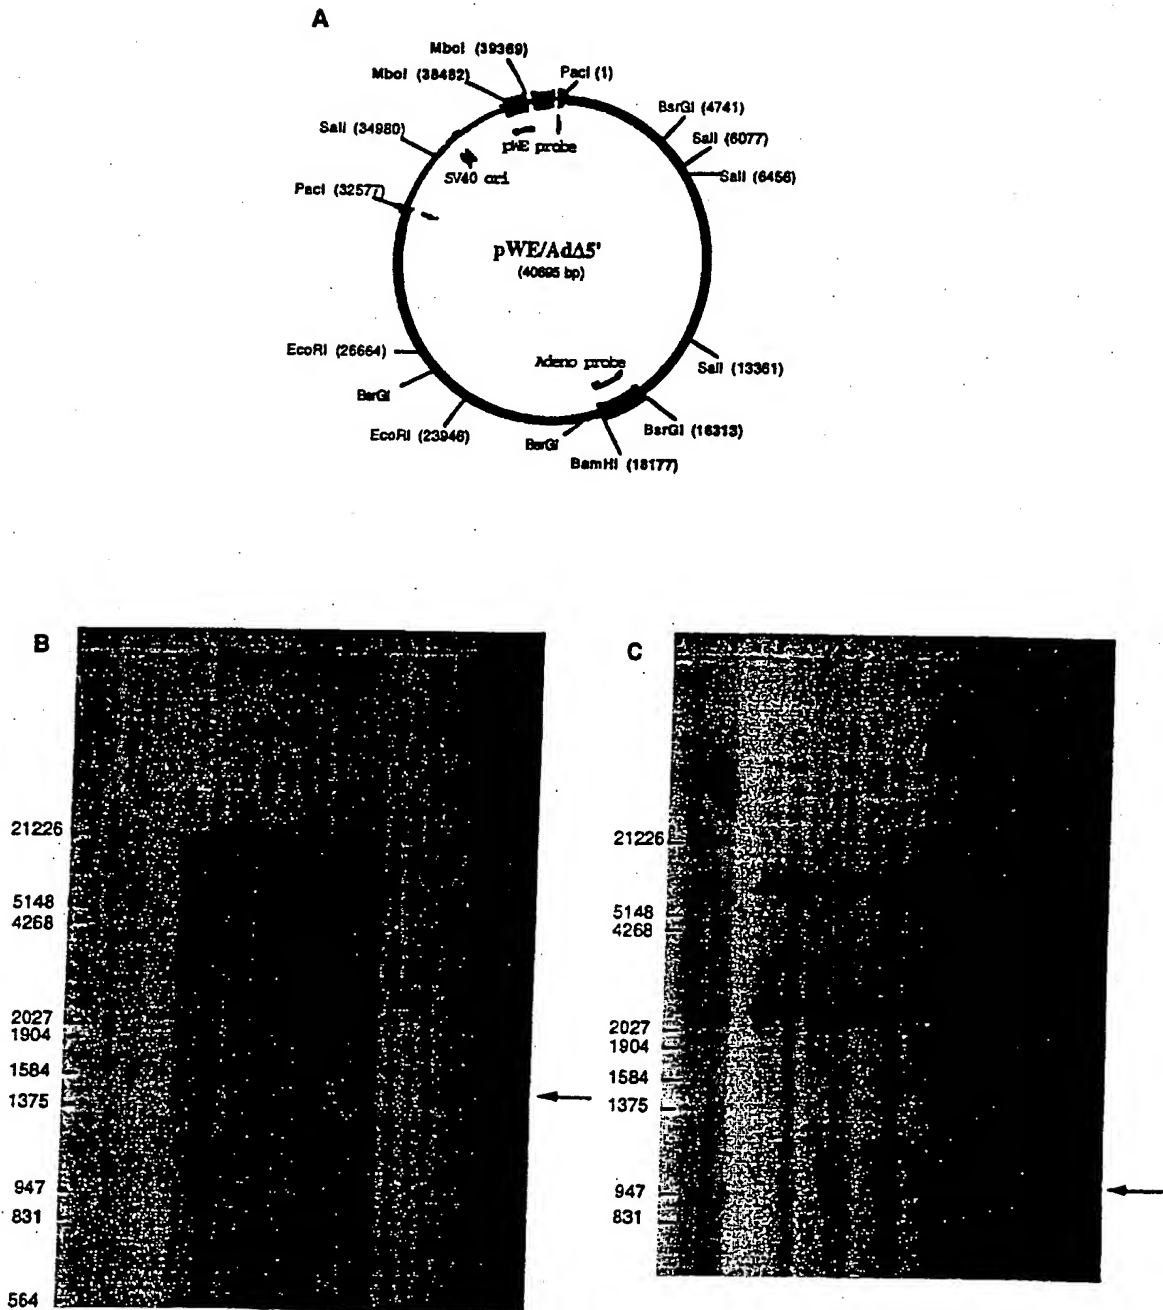 A
MboI (39369)
MboI (38482)
PacI (1)
BsrGI (4741)
SalI (34980)
SalI (6077)
pWE probe
SV40 ori
SalI (6456)
PacI (32577)
pWE/AdΔ5'
(40695 bp)
EcoRI (26664)
Adeno probe
SalI (13361)
BsrGI
BsrGI (16313)
EcoRI (23946)
BsrGI
BamHI (18177)
B
21226
5148
4268
2027
1904
1584
1375
947
831
564
C
21226
5148
4268
2027
1904
1584
1375
947
831